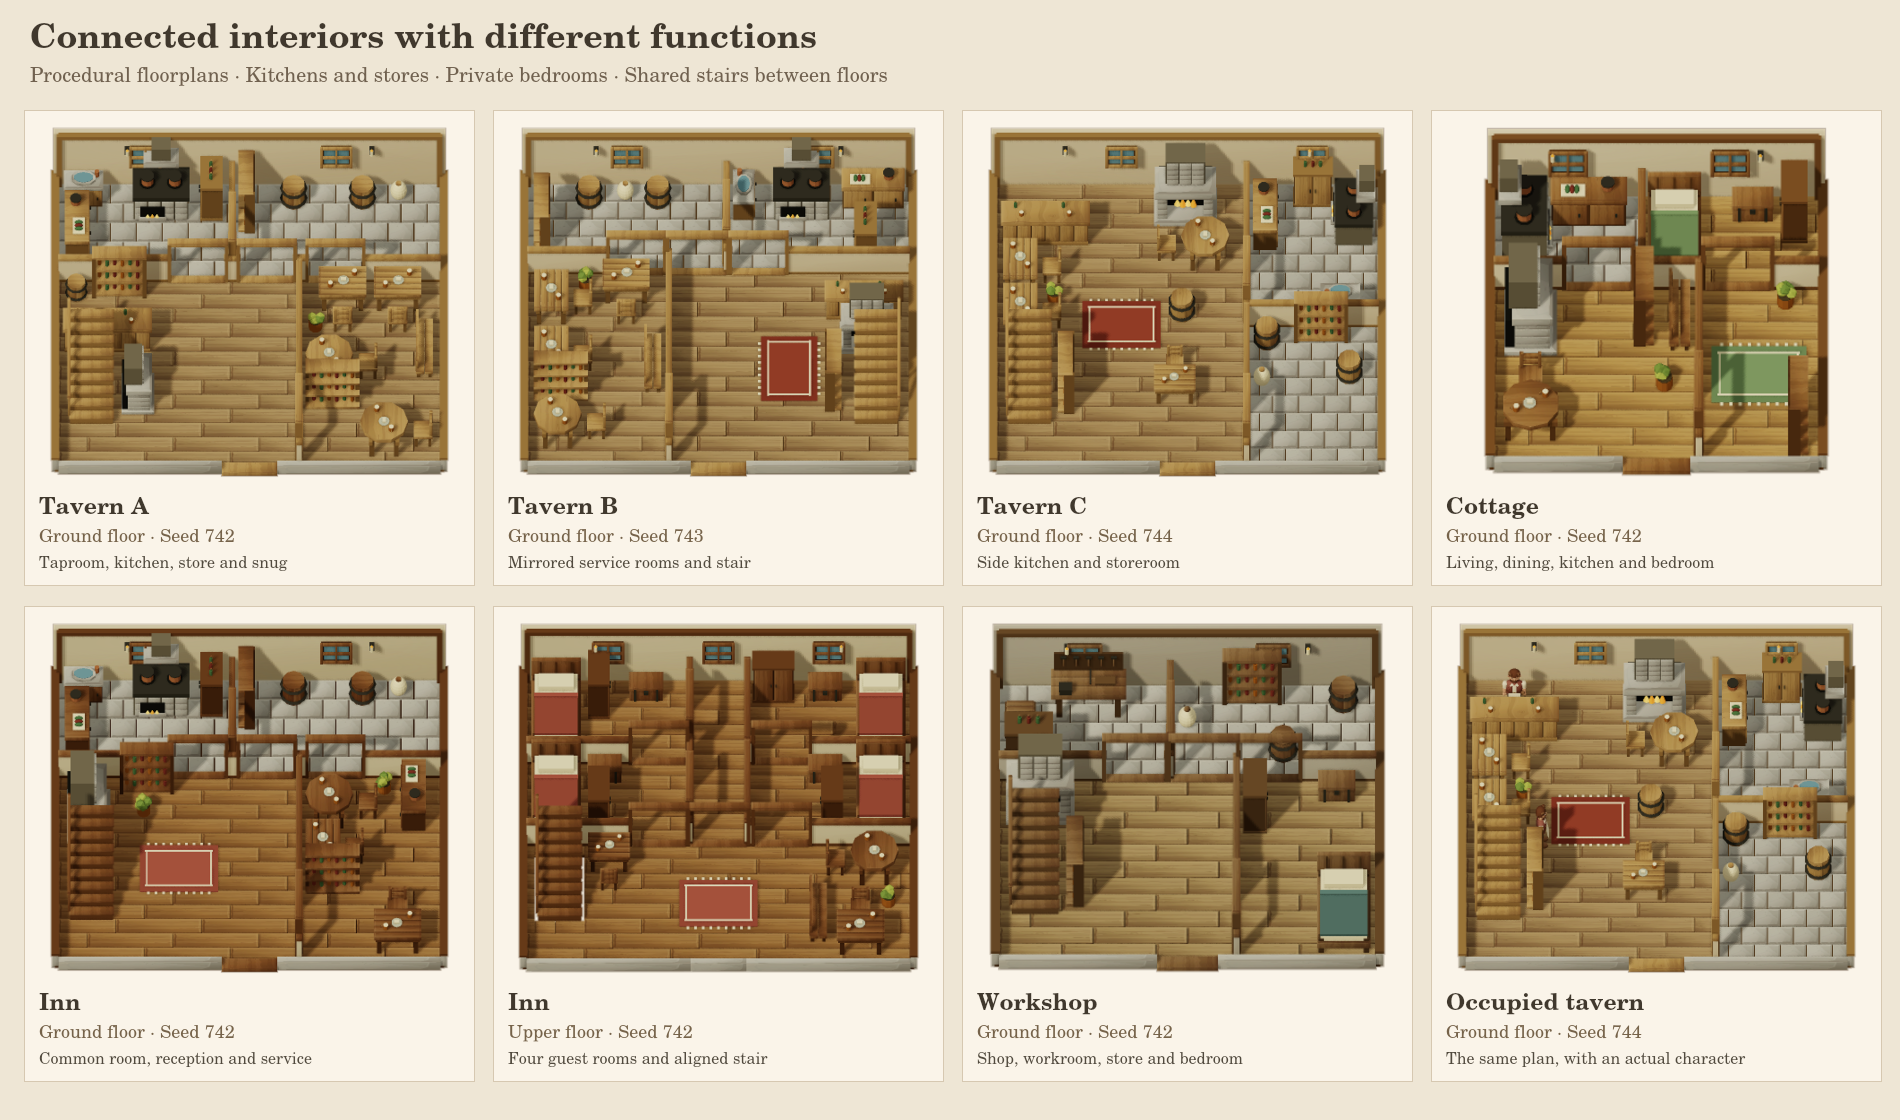 Connected interiors with different functions
Procedural floorplans · Kitchens and stores · Private bedrooms · Shared stairs between floors
Tavern A
Ground floor · Seed 742
Taproom, kitchen, store and snug
Tavern B
Ground floor · Seed 743
Mirrored service rooms and stair
Tavern C
Ground floor · Seed 744
Side kitchen and storeroom
Cottage
Ground floor · Seed 742
Living, dining, kitchen and bedroom
Inn
Ground floor · Seed 742
Common room, reception and service
Inn
Upper floor · Seed 742
Four guest rooms and aligned stair
Workshop
Ground floor · Seed 742
Shop, workroom, store and bedroom
Occupied tavern
Ground floor · Seed 744
The same plan, with an actual character